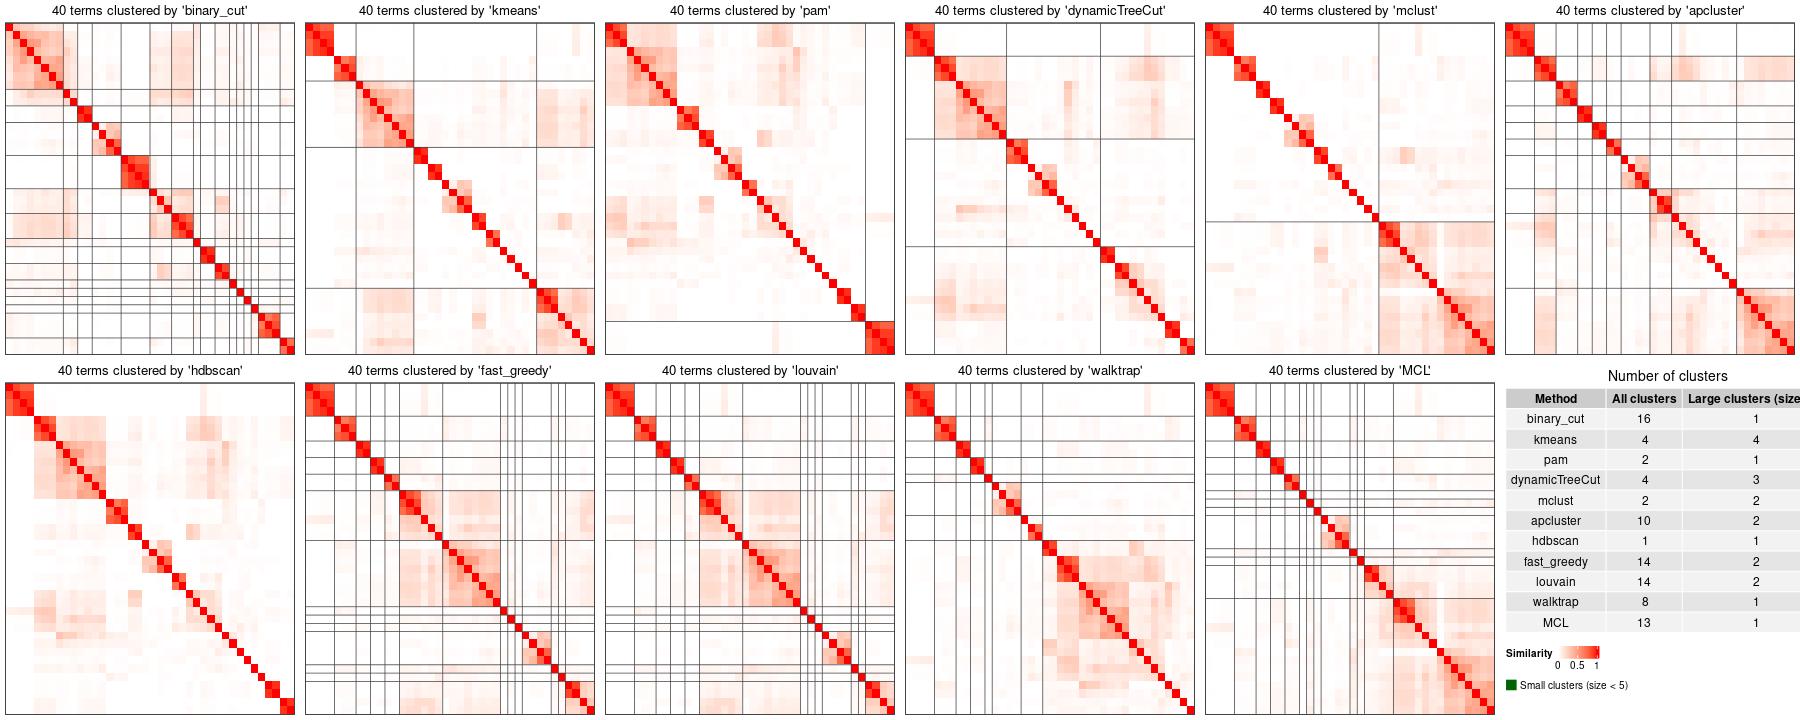 40 terms clustered by 'binary_cut'
40 terms clustered by 'kmeans'
40 terms clustered by 'pam'
40 terms clustered by 'dynamicTreeCut'
40 terms clustered by 'mclust'
40 terms clustered by 'apcluster'
40 terms clustered by 'hdbscan'
40 terms clustered by 'fast_greedy'
40 terms clustered by 'louvain'
40 terms clustered by 'walktrap'
40 terms clustered by 'MCL'
Number of clusters
Method All clusters Large clusters (size
binary_cut 16 1
kmeans 4 4
pam 2 1
dynamicTreeCut 4 3
mclust 2 2
apcluster 10 2
hdbscan 1 1
fast_greedy 14 2
louvain 14 2
walktrap 8 1
MCL 13 1
Similarity
0 0.5 1
Small clusters (size < 5)